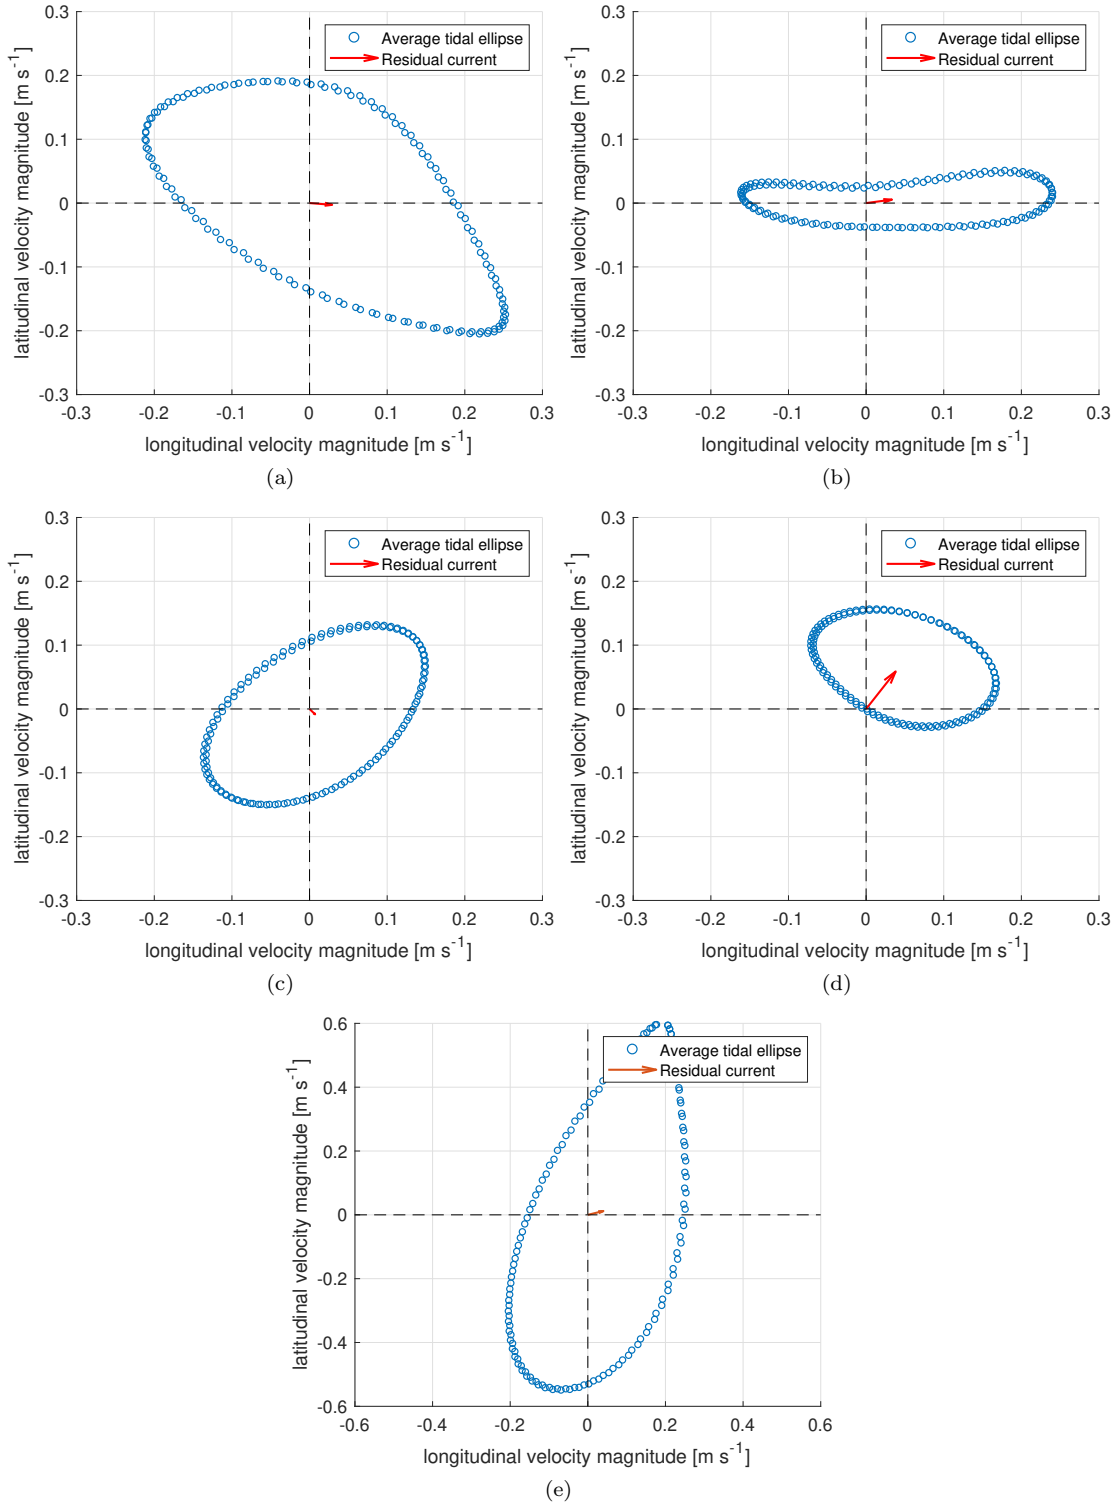 0.3
0.2
0.1
0
-0.1
-0.2
-0.3
-0.3 -0.2 -0.1 0 0.1 0.2 0.3
latitudinal velocity magnitude [m s⁻¹]
longitudinal velocity magnitude [m s⁻¹]
Average tidal ellipse
Residual current
(a)
0.3
0.2
0.1
0
-0.1
-0.2
-0.3
-0.3 -0.2 -0.1 0 0.1 0.2 0.3
latitudinal velocity magnitude [m s⁻¹]
longitudinal velocity magnitude [m s⁻¹]
Average tidal ellipse
Residual current
(b)
0.3
0.2
0.1
0
-0.1
-0.2
-0.3
-0.3 -0.2 -0.1 0 0.1 0.2 0.3
latitudinal velocity magnitude [m s⁻¹]
longitudinal velocity magnitude [m s⁻¹]
Average tidal ellipse
Residual current
(c)
0.3
0.2
0.1
0
-0.1
-0.2
-0.3
-0.3 -0.2 -0.1 0 0.1 0.2 0.3
latitudinal velocity magnitude [m s⁻¹]
longitudinal velocity magnitude [m s⁻¹]
Average tidal ellipse
Residual current
(d)
0.6
0.4
0.2
0
-0.2
-0.4
-0.6
-0.6 -0.4 -0.2 0 0.2 0.4 0.6
latitudinal velocity magnitude [m s⁻¹]
longitudinal velocity magnitude [m s⁻¹]
Average tidal ellipse
Residual current
(e)